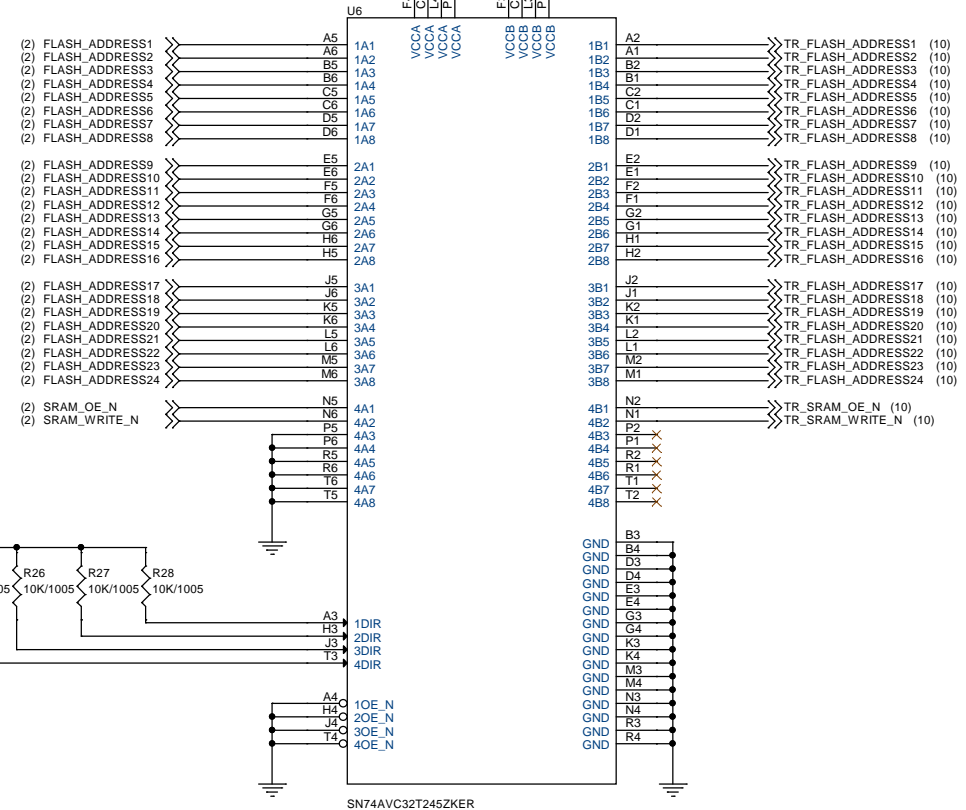 U6
VCCA VCCA VCCA VCCA VCCB VCCB VCCB VCCB
(2) FLASH_ADDRESS1 A5 1A1 1B1 A2 TR_FLASH_ADDRESS1 (10)
(2) FLASH_ADDRESS2 A6 1A2 1B2 A1 TR_FLASH_ADDRESS2 (10)
(2) FLASH_ADDRESS3 B5 1A3 1B3 B2 TR_FLASH_ADDRESS3 (10)
(2) FLASH_ADDRESS4 B6 1A4 1B4 B1 TR_FLASH_ADDRESS4 (10)
(2) FLASH_ADDRESS5 C5 1A5 1B5 C2 TR_FLASH_ADDRESS5 (10)
(2) FLASH_ADDRESS6 C6 1A6 1B6 C1 TR_FLASH_ADDRESS6 (10)
(2) FLASH_ADDRESS7 D5 1A7 1B7 D2 TR_FLASH_ADDRESS7 (10)
(2) FLASH_ADDRESS8 D6 1A8 1B8 D1 TR_FLASH_ADDRESS8 (10)
(2) FLASH_ADDRESS9 E5 2A1 2B1 E2 TR_FLASH_ADDRESS9 (10)
(2) FLASH_ADDRESS10 E6 2A2 2B2 E1 TR_FLASH_ADDRESS10 (10)
(2) FLASH_ADDRESS11 F5 2A3 2B3 F2 TR_FLASH_ADDRESS11 (10)
(2) FLASH_ADDRESS12 F6 2A4 2B4 F1 TR_FLASH_ADDRESS12 (10)
(2) FLASH_ADDRESS13 G5 2A5 2B5 G2 TR_FLASH_ADDRESS13 (10)
(2) FLASH_ADDRESS14 G6 2A6 2B6 G1 TR_FLASH_ADDRESS14 (10)
(2) FLASH_ADDRESS15 H6 2A7 2B7 H1 TR_FLASH_ADDRESS15 (10)
(2) FLASH_ADDRESS16 H5 2A8 2B8 H2 TR_FLASH_ADDRESS16 (10)
(2) FLASH_ADDRESS17 J5 3A1 3B1 J2 TR_FLASH_ADDRESS17 (10)
(2) FLASH_ADDRESS18 J6 3A2 3B2 J1 TR_FLASH_ADDRESS18 (10)
(2) FLASH_ADDRESS19 K5 3A3 3B3 K2 TR_FLASH_ADDRESS19 (10)
(2) FLASH_ADDRESS20 K6 3A4 3B4 K1 TR_FLASH_ADDRESS20 (10)
(2) FLASH_ADDRESS21 L5 3A5 3B5 L2 TR_FLASH_ADDRESS21 (10)
(2) FLASH_ADDRESS22 L6 3A6 3B6 L1 TR_FLASH_ADDRESS22 (10)
(2) FLASH_ADDRESS23 M5 3A7 3B7 M2 TR_FLASH_ADDRESS23 (10)
(2) FLASH_ADDRESS24 M6 3A8 3B8 M1 TR_FLASH_ADDRESS24 (10)
(2) SRAM_OE_N N5 4A1 4B1 N2 TR_SRAM_OE_N (10)
(2) SRAM_WRITE_N N6 4A2 4B2 N1 TR_SRAM_WRITE_N (10)
P5 4A3 4B3 P2
P6 4A4 4B4 P1
R5 4A5 4B5 R2
R6 4A6 4B6 R1
T6 4A7 4B7 T1
T5 4A8 4B8 T2
GND B3
GND B4
GND D3
GND D4
GND E3
GND E4
R26 R27 R28
10K/1005 10K/1005 10K/1005
A3 1DIR GND G3
H3 2DIR GND G4
J3 3DIR GND K3
T3 4DIR GND K4
GND M3
GND M4
A4 1OE_N GND N3
H4 2OE_N GND N4
J4 3OE_N GND R3
T4 4OE_N GND R4
SN74AVC32T245ZKER